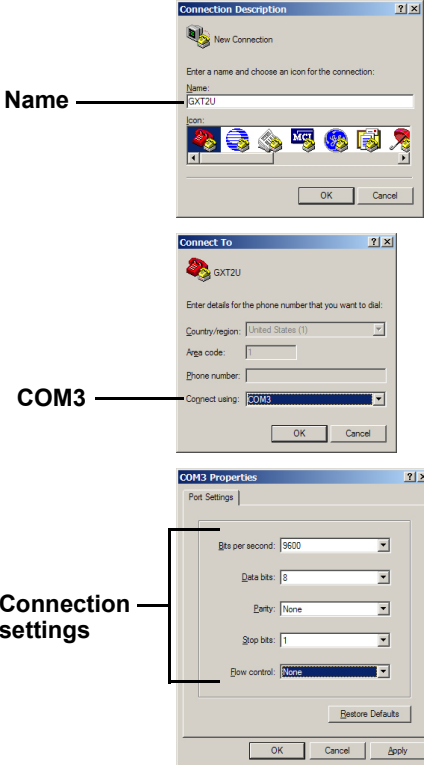 Connection Description
New Connection
Enter a name and choose an icon for the connection:
Name:
Name
GXT2U
Icon:
MCI
OK Cancel
Connect To
GXT2U
Enter details for the phone number that you want to dial:
Country/region: United States (1)
Area code: 1
Phone number:
COM3
Connect using: COM3
OK Cancel
COM3 Properties
Port Settings
Bits per second: 9600
Data bits: 8
Connection
settings
Parity: None
Stop bits: 1
Flow control: None
Restore Defaults
OK Cancel Apply